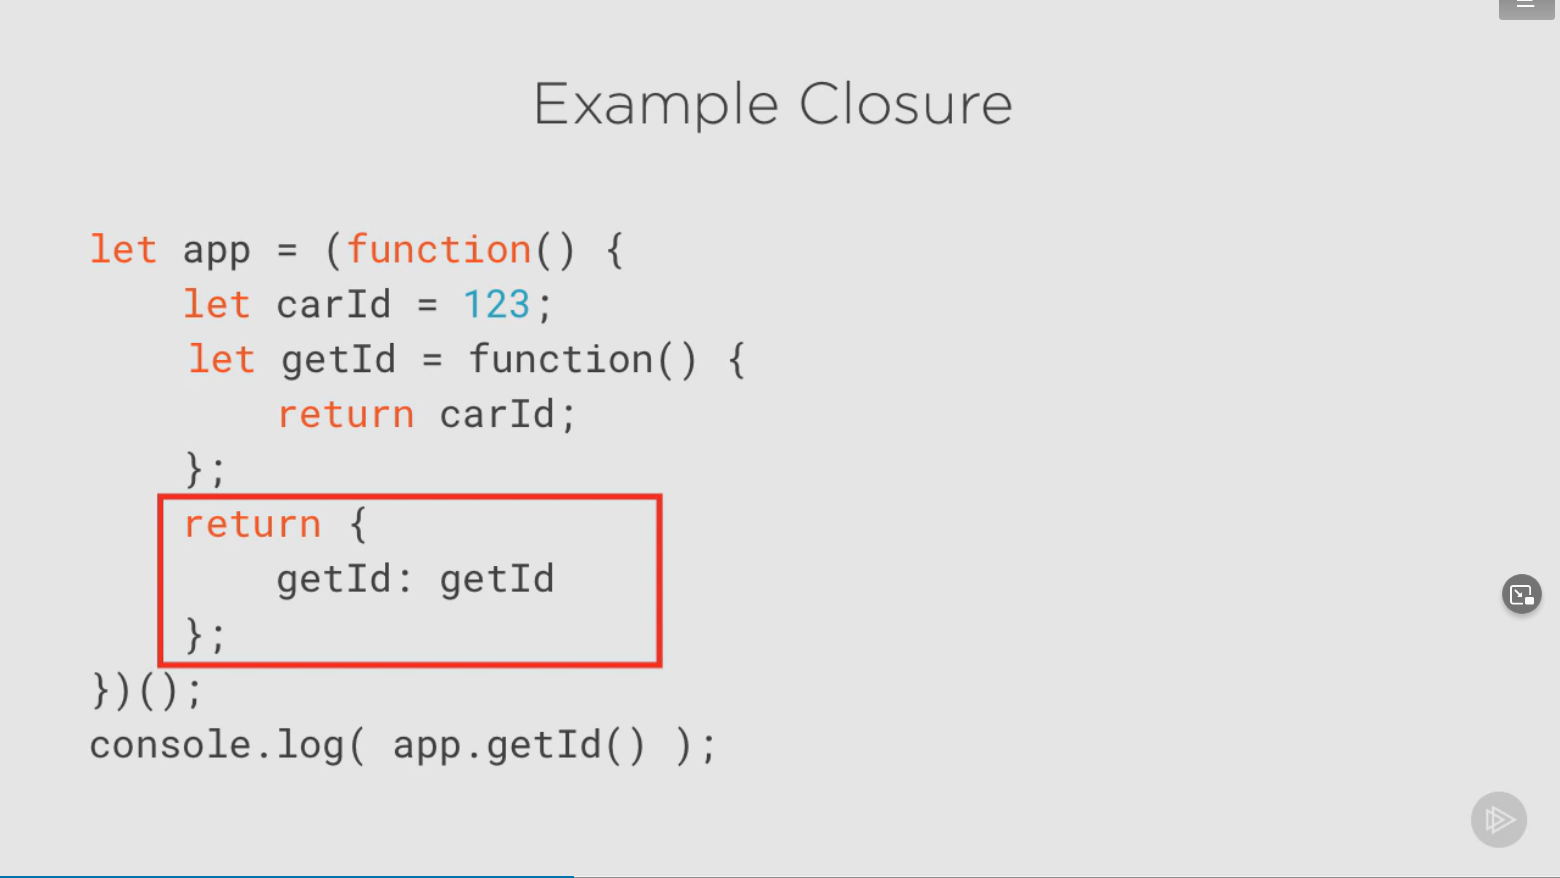 Example Closure
let app = (function() {
let carId = 123;
let getId = function() {
return carId;
};
return {
getId: getId
};
})();
console.log( app.getId() );